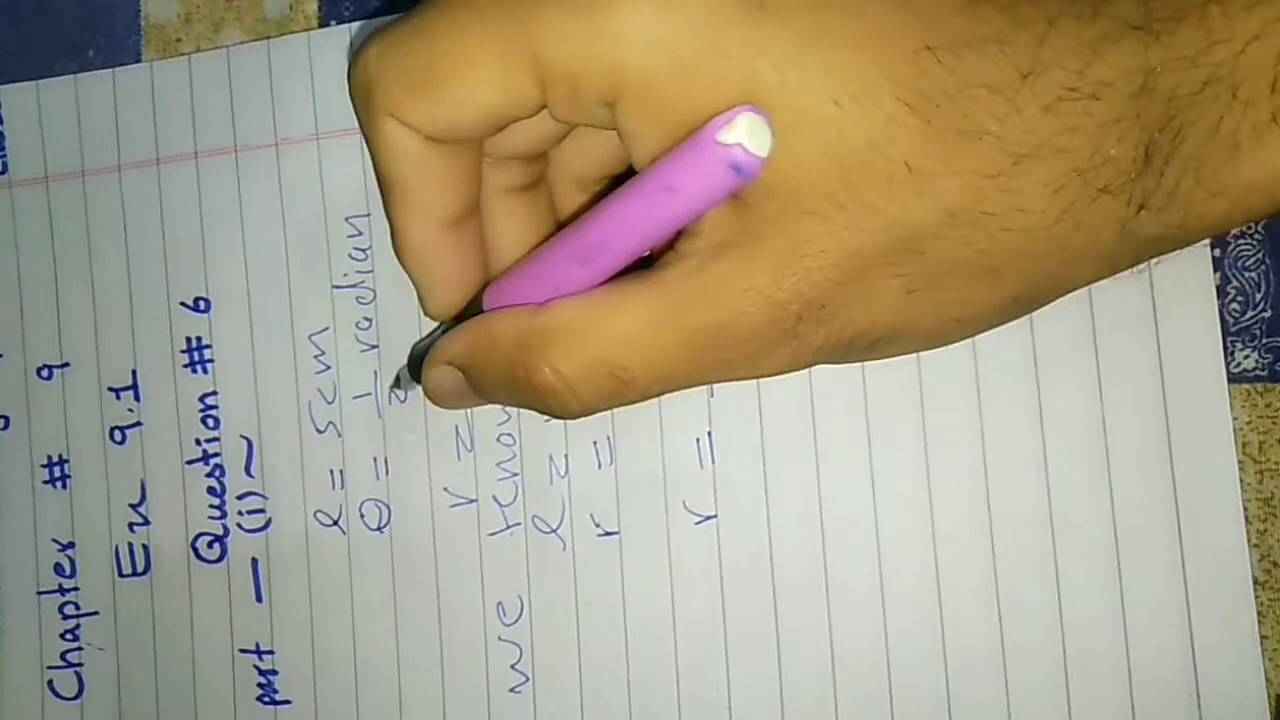 Chapter # 9
Ex 9.1
Question # 6
part — (i) ~
l = 5cm
θ = 1/2 radian
r =
we know
l =
r =
r =